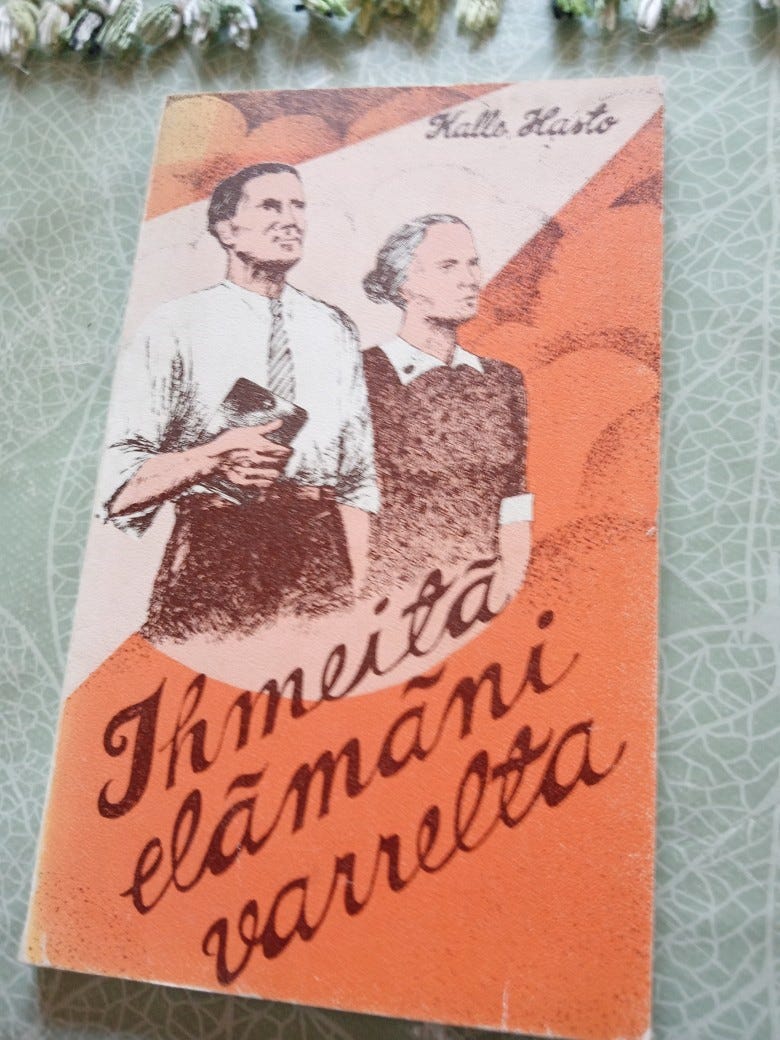 Kalle Hasto
Ihmeitä
elämäni
varrelta